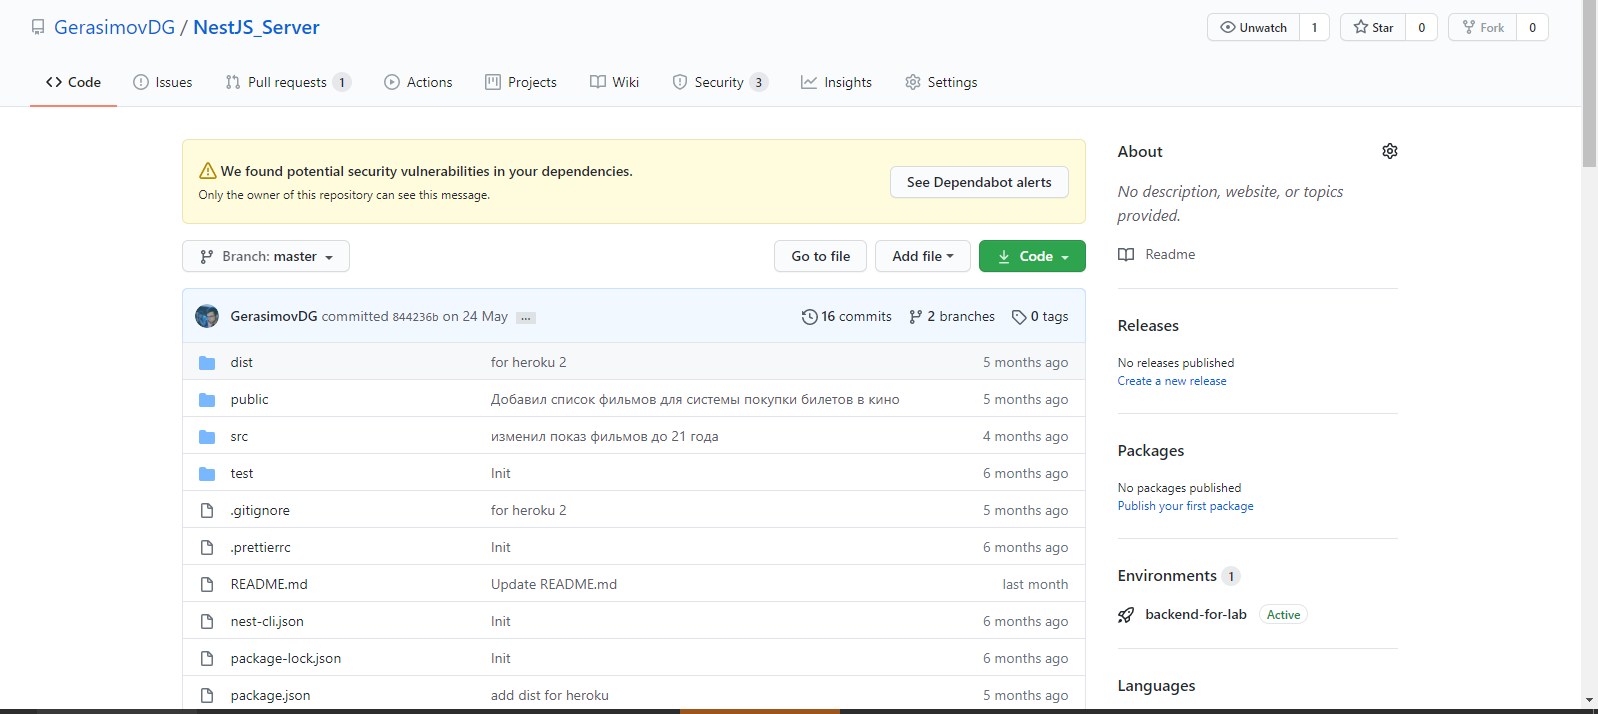 GerasimovDG / NestJS_Server
Unwatch 1 Star 0 Fork 0
Code Issues Pull requests 1 Actions Projects Wiki Security 3 Insights Settings
We found potential security vulnerabilities in your dependencies.
Only the owner of this repository can see this message.
See Dependabot alerts
Branch: master
Go to file Add file Code
GerasimovDG committed 844236b on 24 May ... 16 commits 2 branches 0 tags
dist for heroku 2 5 months ago
public Добавил список фильмов для системы покупки билетов в кино 5 months ago
src изменил показ фильмов до 21 года 4 months ago
test Init 6 months ago
.gitignore for heroku 2 5 months ago
.prettierrc Init 6 months ago
README.md Update README.md last month
nest-cli.json Init 6 months ago
package-lock.json Init 6 months ago
package.json add dist for heroku 5 months ago
About
No description, website, or topics
provided.
Readme
Releases
No releases published
Create a new release
Packages
No packages published
Publish your first package
Environments 1
backend-for-lab Active
Languages